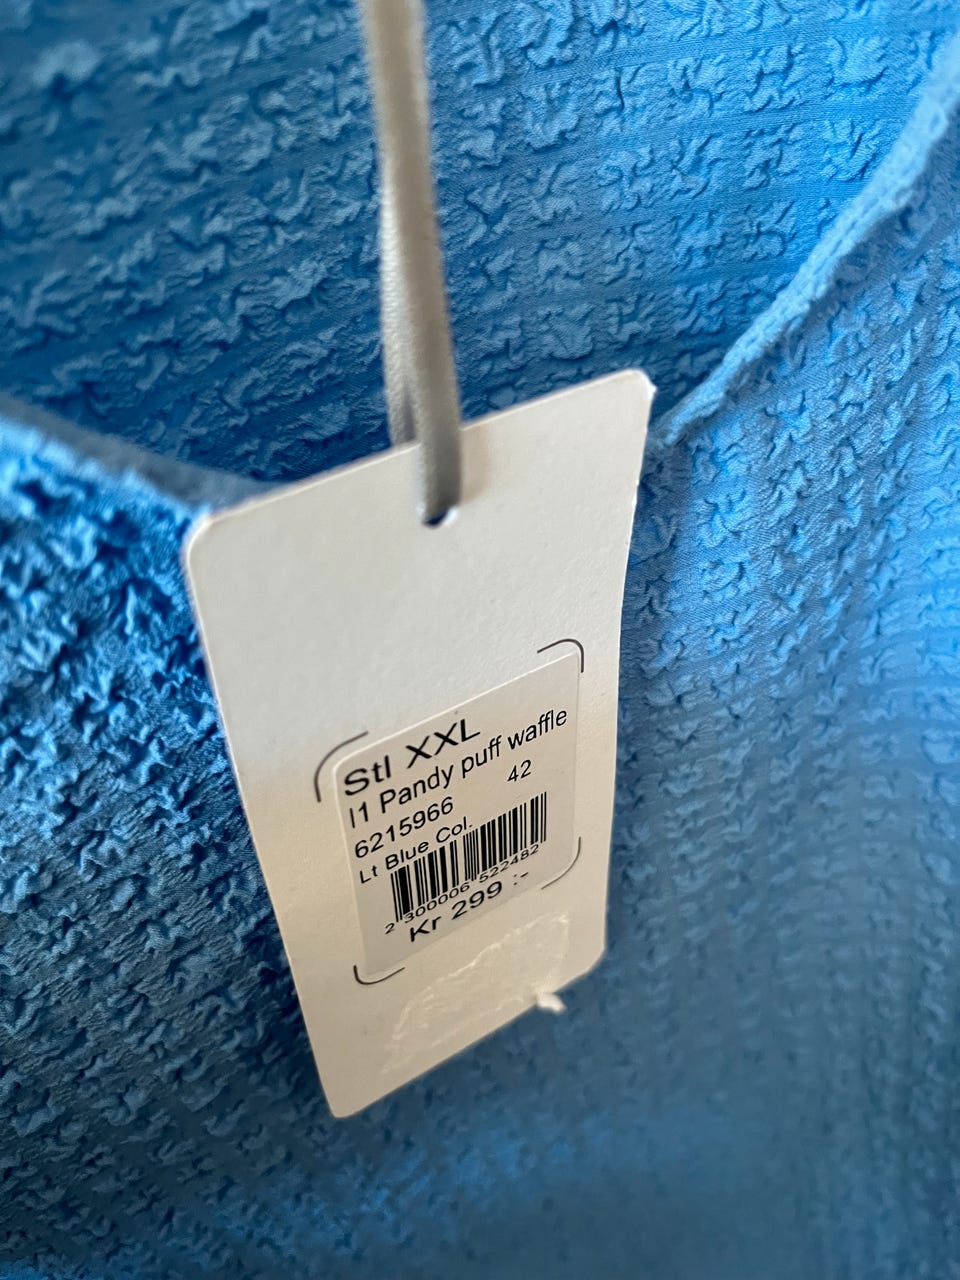 Stl XXL
I1 Pandy puff waffle
6215966 42
Lt Blue Col.
2 300006 522482
Kr 299 :-